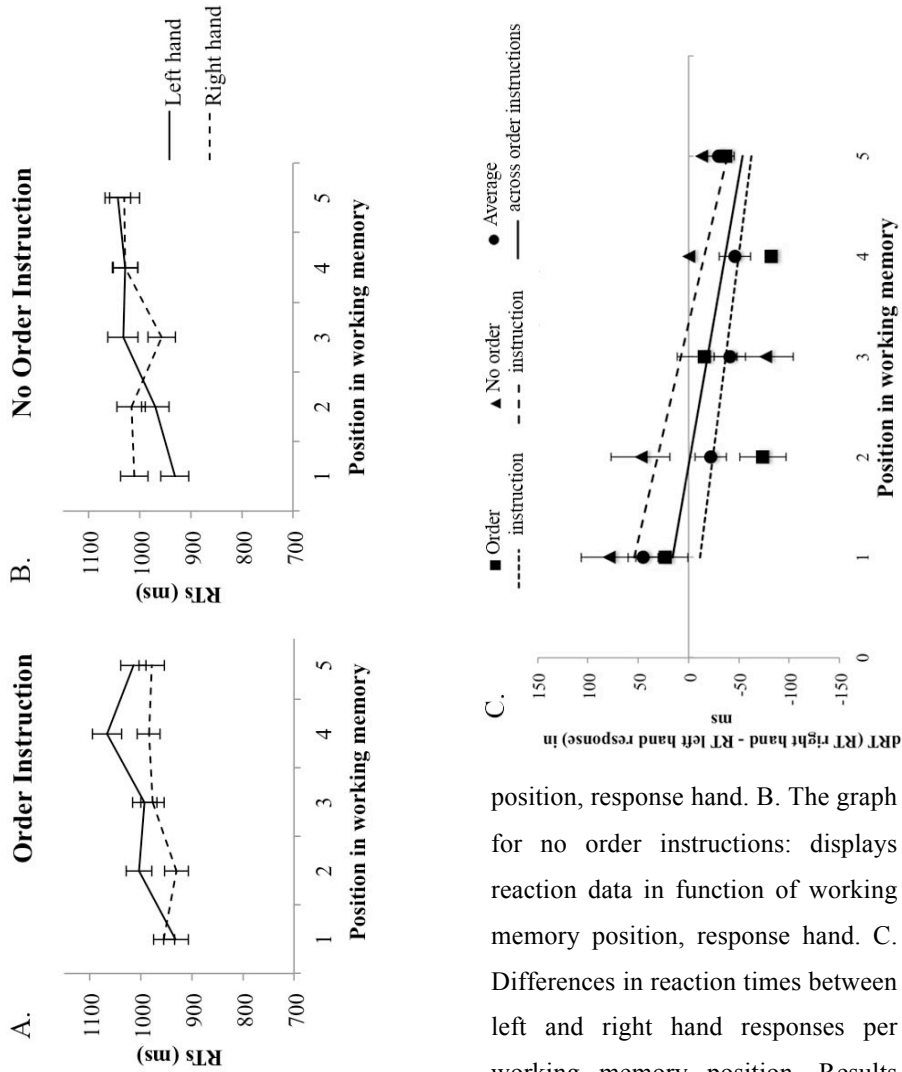 A.
Order Instruction
1100
1000
900
800
700
RTs (ms)
1 2 3 4 5
Position in working memory
B.
No Order Instruction
1100
1000
900
800
700
RTs (ms)
1 2 3 4 5
Position in working memory
Left hand
Right hand
C.
Order instruction
No order instruction
Average across order instructions
150
100
50
0
-50
-100
-150
dRT (RT right hand - RT left hand response) in ms
0 1 2 3 4 5
Position in working memory
position, response hand. B. The graph
for no order instructions: displays
reaction data in function of working
memory position, response hand. C.
Differences in reaction times between
left and right hand responses per
working memory position. Results